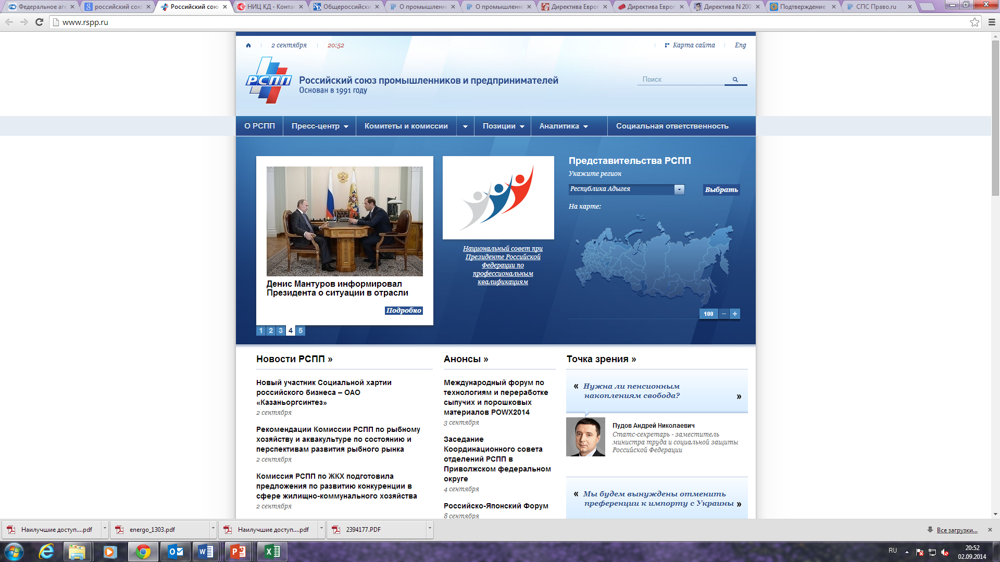 Федеральное аге
российский сою
Российский сою
НИЦ КД - Конта
Общероссийски
О промышленн
О промышленн
Директива Европ
Директива Европ
Директива N 200
Подтверждение
СПС Право.ru
www.rspp.ru
2 сентября
20:52
Карта сайта
Eng
РСПП
Российский союз промышленников и предпринимателей
Основан в 1991 году
Поиск
О РСПП
Пресс-центр
Комитеты и комиссии
Позиции
Аналитика
Социальная ответственность
Денис Мантуров информировал
Президента о ситуации в отрасли
Подробно
1 2 3 4 5
Национальный совет при
Президенте Российской
Федерации по
профессиональным
квалификациям
Представительства РСПП
Укажите регион
Республика Адыгея
Выбрать
На карте:
100 − +
Новости РСПП »
Новый участник Социальной хартии
российского бизнеса – ОАО
«Казаньоргсинтез»
2 сентября
Рекомендации Комиссии РСПП по рыбному
хозяйству и аквакультуре по состоянию и
перспективам развития рыбного рынка
2 сентября
Комиссия РСПП по ЖКХ подготовила
предложения по развитию конкуренции в
сфере жилищно-коммунального хозяйства
2 сентября
Анонсы »
Международный форум по
технологиям и переработке
сыпучих и порошковых
материалов POWX2014
3 сентября
Заседание
Координационного совета
отделений РСПП в
Приволжском федеральном
округе
4 сентября
Российско-Японский Форум
8 сентября
Точка зрения »
« Нужна ли пенсионным
накоплениям свобода? »
Пудов Андрей Николаевич
Статс-секретарь - заместитель
министра труда и социальной защиты
Российской Федерации
« Мы будем вынуждены отменить
преференции к импорту с Украины »
Наилучшие доступ....pdf
energo_1303.pdf
Наилучшие доступ....pdf
2394177.PDF
Все загрузки...
RU
20:52
02.09.2014